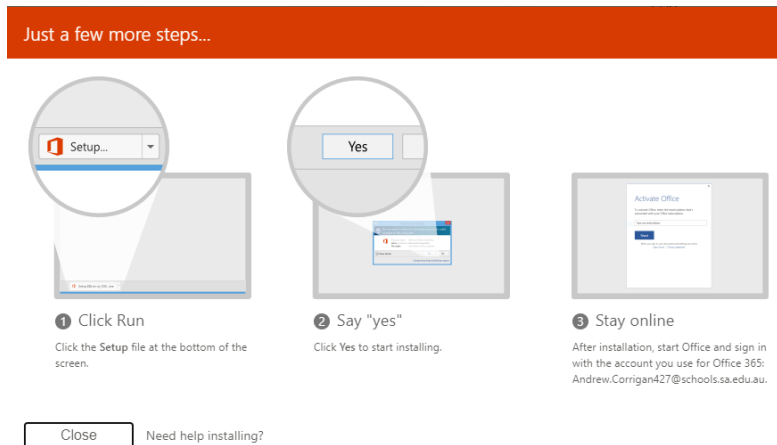 Just a few more steps...
Setup...
Yes
Activate Office
1 Click Run
Click the Setup file at the bottom of the
screen.
2 Say "yes"
Click Yes to start installing.
3 Stay online
After installation, start Office and sign in
with the account you use for Office 365:
Andrew.Corrigan427@schools.sa.edu.au.
Close
Need help installing?